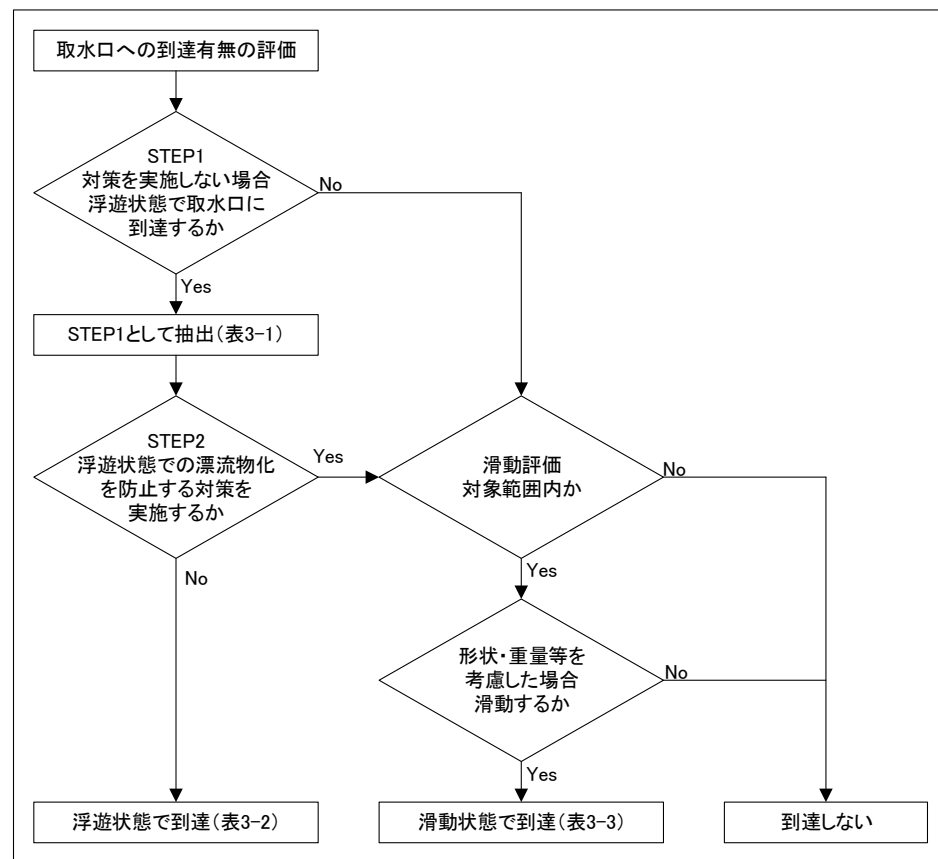 取水口への到達有無の評価
STEP1
対策を実施しない場合
浮遊状態で取水口に
到達するか
No
Yes
STEP1として抽出(表3-1)
STEP2
浮遊状態での漂流物化
を防止する対策を
実施するか
Yes
No
滑動評価
対象範囲内か
No
Yes
形状・重量等を
考慮した場合
滑動するか
No
Yes
浮遊状態で到達(表3-2)
滑動状態で到達(表3-3)
到達しない